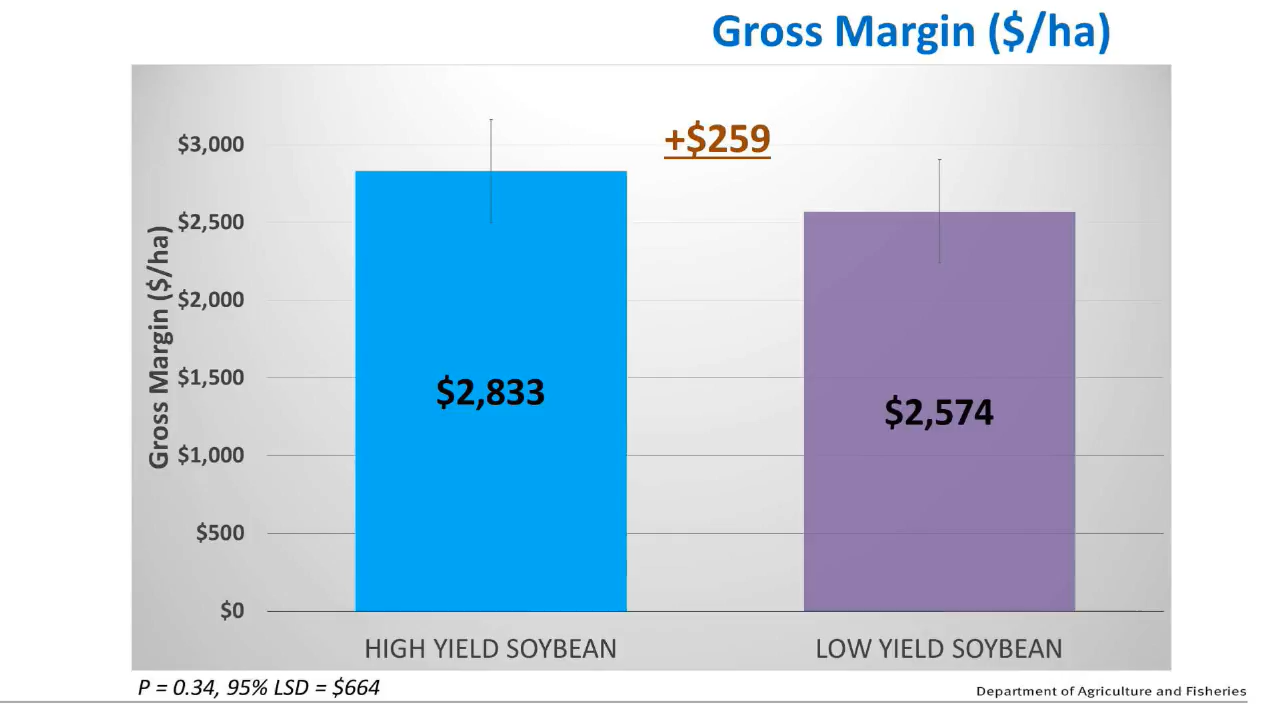 Gross Margin ($/ha)
+$259
$3,000
$2,500
$2,000
$1,500
$1,000
$500
$0
Gross Margin ($/ha)
$2,833
$2,574
HIGH YIELD SOYBEAN
LOW YIELD SOYBEAN
P = 0.34, 95% LSD = $664
Department of Agriculture and Fisheries